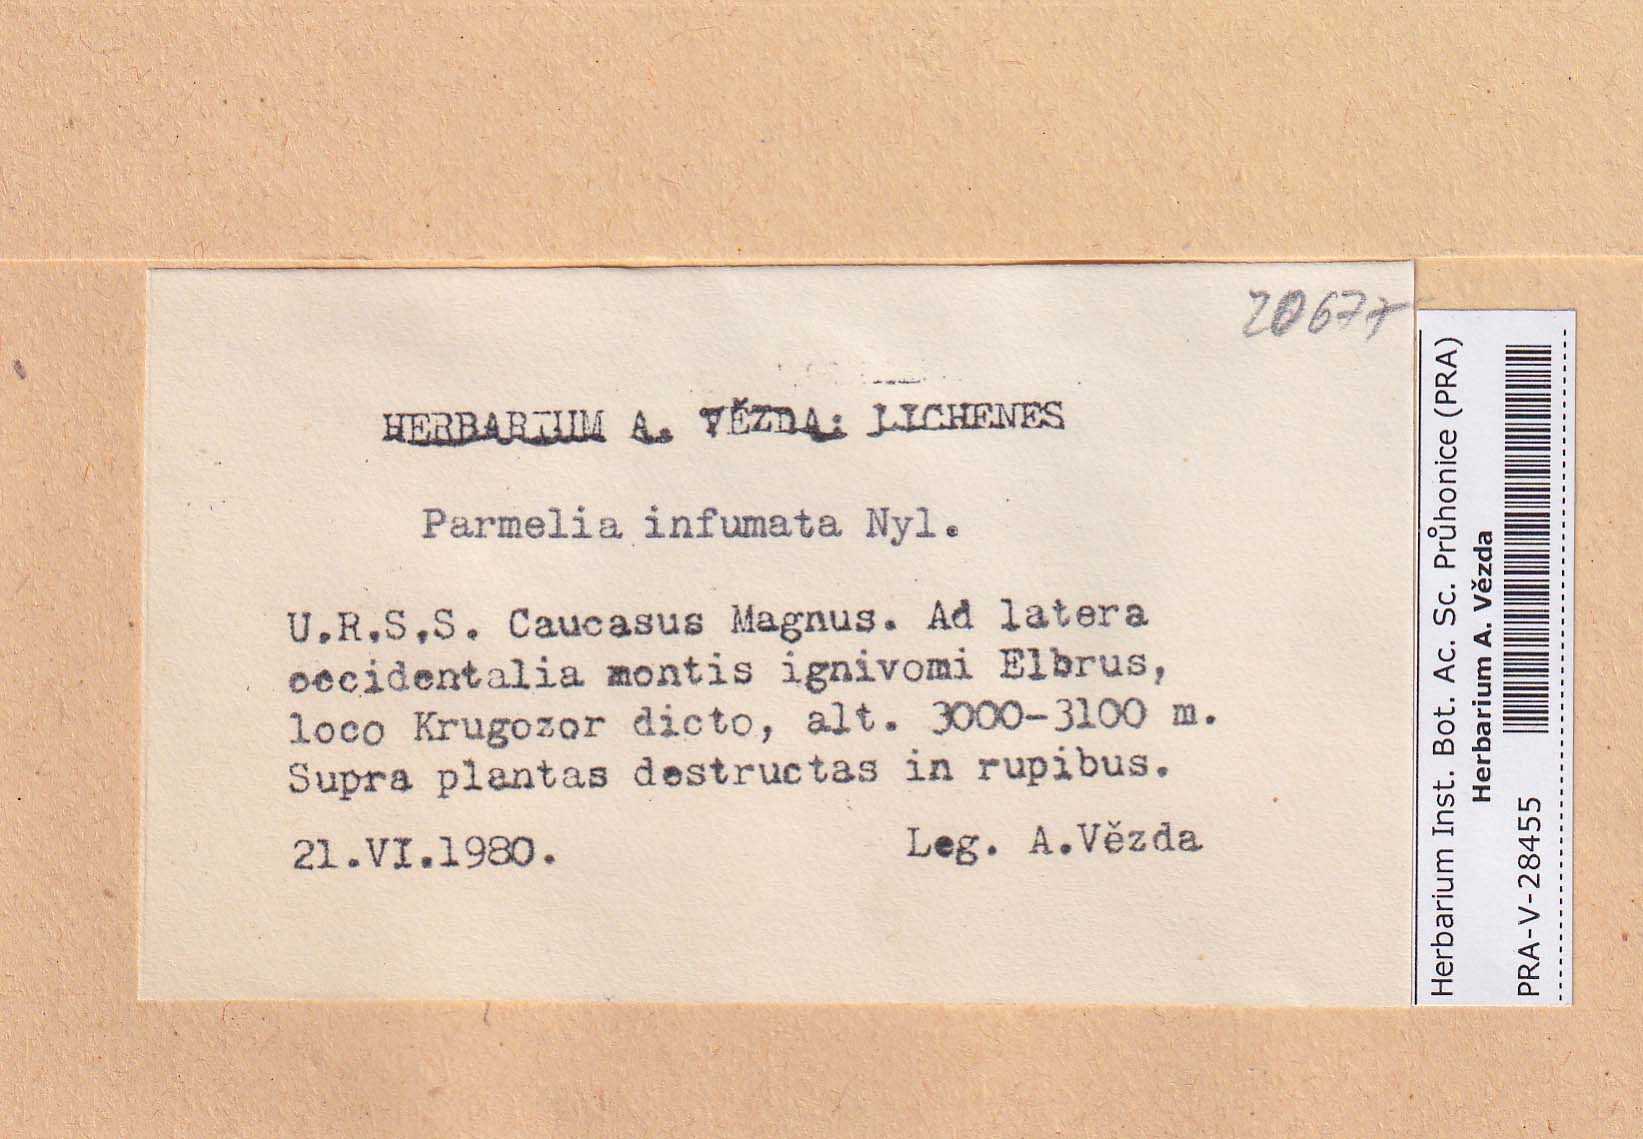 20677
HERBARIUM A. VĚZDA: LICHENES
Parmelia infumata Nyl.
U.R.S.S. Caucasus Magnus. Ad latera
occidentalia montis ignivomi Elbrus,
loco Krugozor dicto, alt. 3000-3100 m.
Supra plantas destructas in rupibus.
21.VI.1980.
Leg. A.Vězda
Herbarium Inst. Bot. Ac. Sc. Průhonice (PRA)
Herbarium A. Vězda
PRA-V-28455